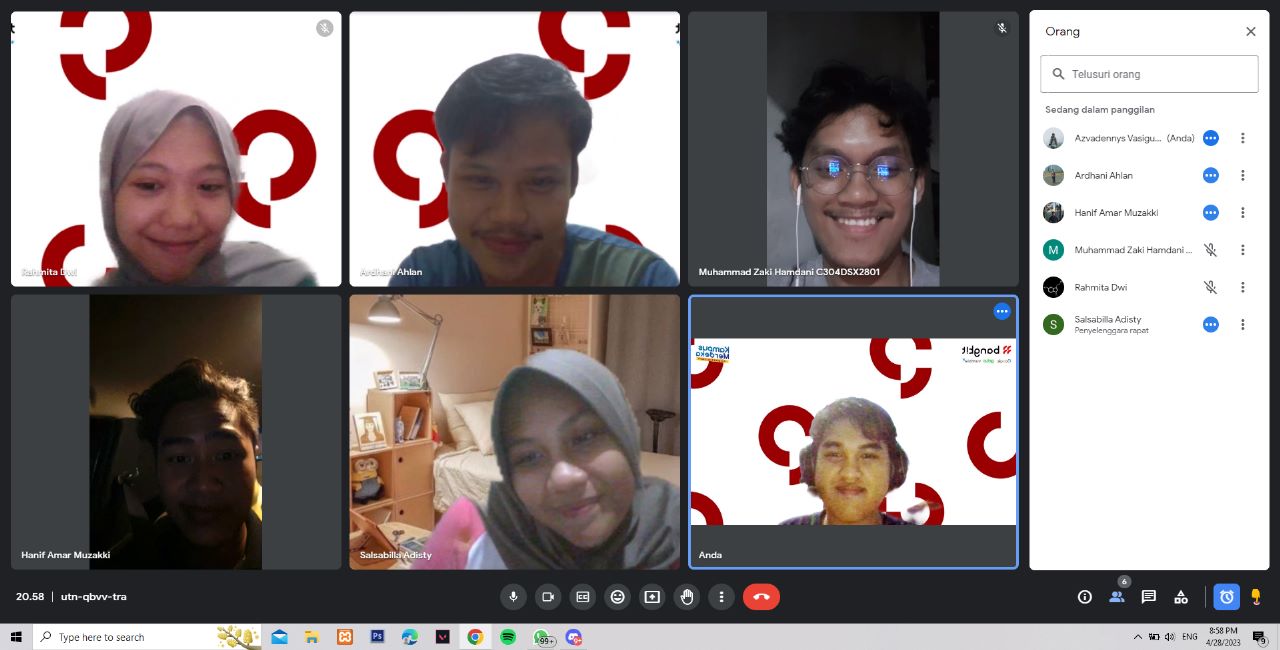 Rahmita Dwi
Ardhani Ahlan
Muhammad Zaki Hamdani C304DSX2801
Hanif Amar Muzakki
Salsabilla Adisty
Kampus
Merdeka
bangkit
Anda
Orang
Telusuri orang
Sedang dalam panggilan
Azvadennys Vasigu... (Anda)
Ardhani Ahlan
Hanif Amar Muzakki
M
Muhammad Zaki Hamdani ...
Rahmita Dwi
S
Salsabilla Adisty
Penyelenggara rapat
20.58 | utn-qbvv-tra
6
Type here to search
Ps
99+
9+
ENG
8:58 PM
4/28/2023
9